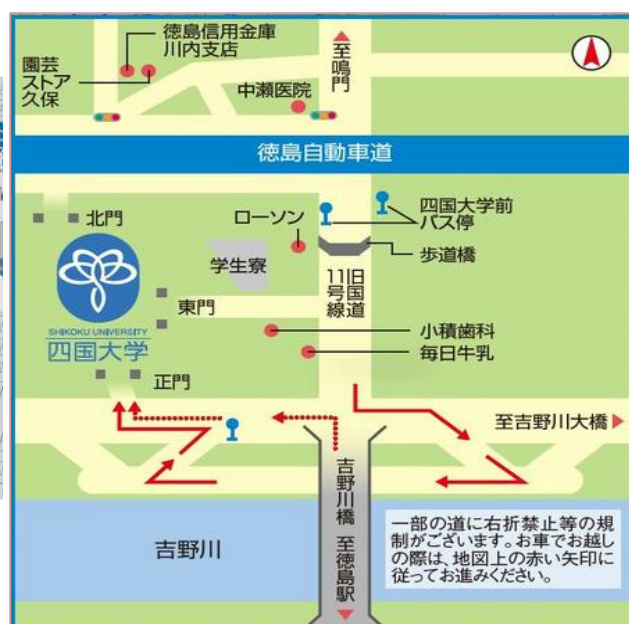 徳島信用金庫
川内支店
園芸
ストア
久保
中瀬医院
至鳴門
徳島自動車道
北門
ローソン
四国大学前
バス停
歩道橋
学生寮
旧国道
11号線
東門
SHIKOKU UNIVERSITY
四国大学
小積歯科
毎日牛乳
正門
至吉野川大橋
吉野川橋 至徳島駅
吉野川
一部の道に右折禁止等の規
制がございます。お車でお越し
の際は、地図上の赤い矢印に
従ってお進みください。